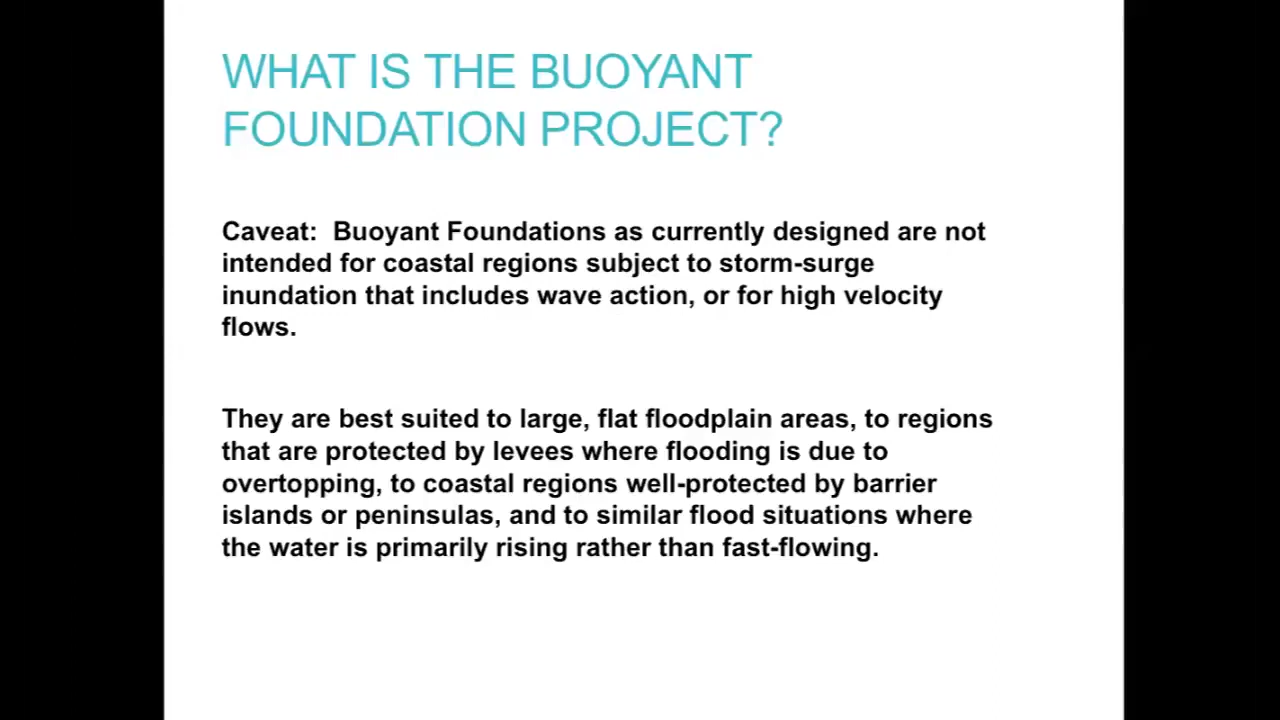 WHAT IS THE BUOYANT
FOUNDATION PROJECT?
Caveat:  Buoyant Foundations as currently designed are not
intended for coastal regions subject to storm-surge
inundation that includes wave action, or for high velocity
flows.
They are best suited to large, flat floodplain areas, to regions
that are protected by levees where flooding is due to
overtopping, to coastal regions well-protected by barrier
islands or peninsulas, and to similar flood situations where
the water is primarily rising rather than fast-flowing.